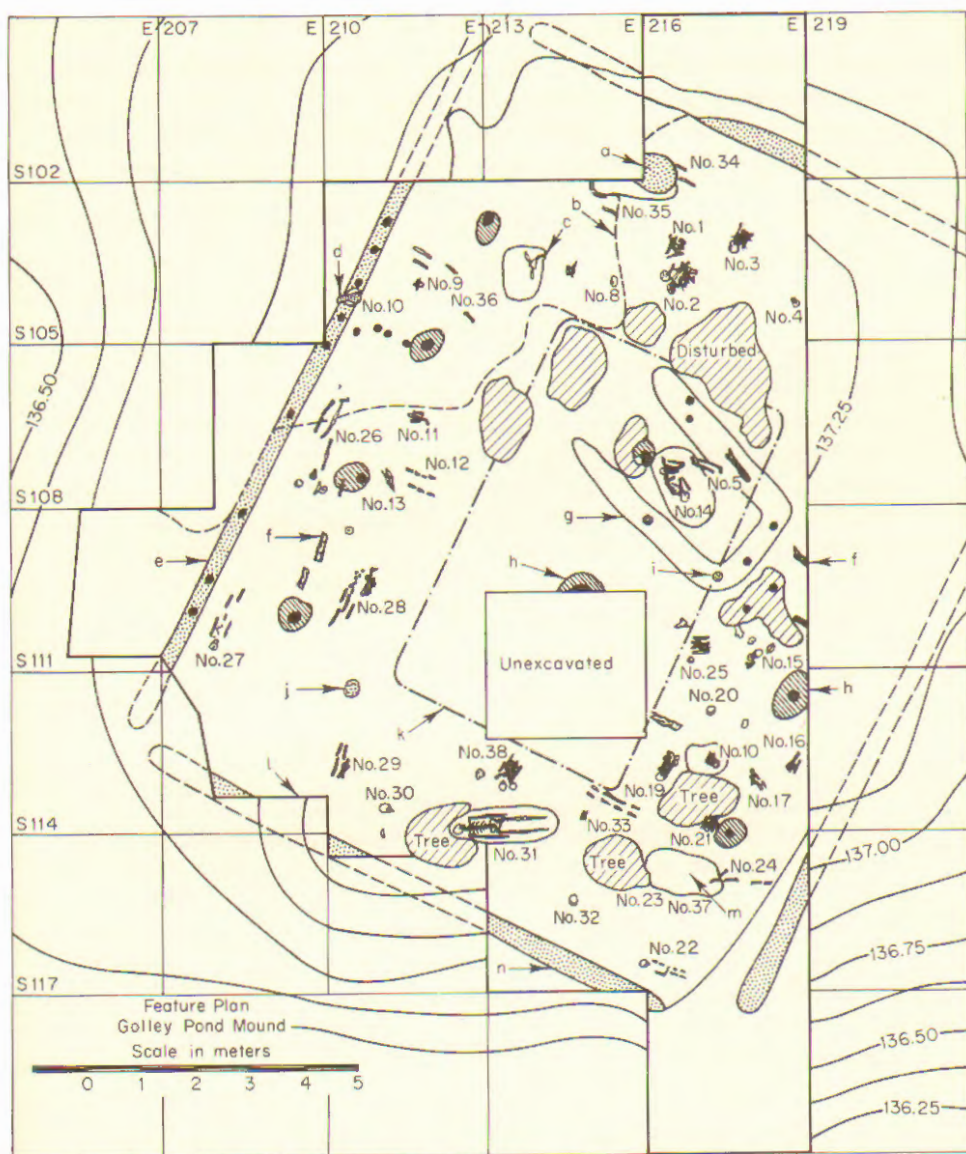 E 207
E 210
E 213
E 216
E 219
a
No.34
S102
b
c
No.35
No.1
No.3
d
No.9
No.8
No.2
No.10
No.36
No.4
S105
Disturbed
136.50
137.25
No.26
No.11
No.12
No.5
No.13
No.14
S108
g
f
f
e
h
i
No.28
No.27
Unexcavated
No.15
No.25
S111
j
h
No.20
k
No.38
No.10
No.16
l
No.29
No.19
Tree
No.17
No.30
No.33
S114
Tree
No.21
137.00
No.31
Tree
No.24
No.23
m
No.32
No.37
No.22
136.75
n
S117
Feature Plan
Golley Pond Mound
136.50
Scale in meters
0 1 2 3 4 5
136.25